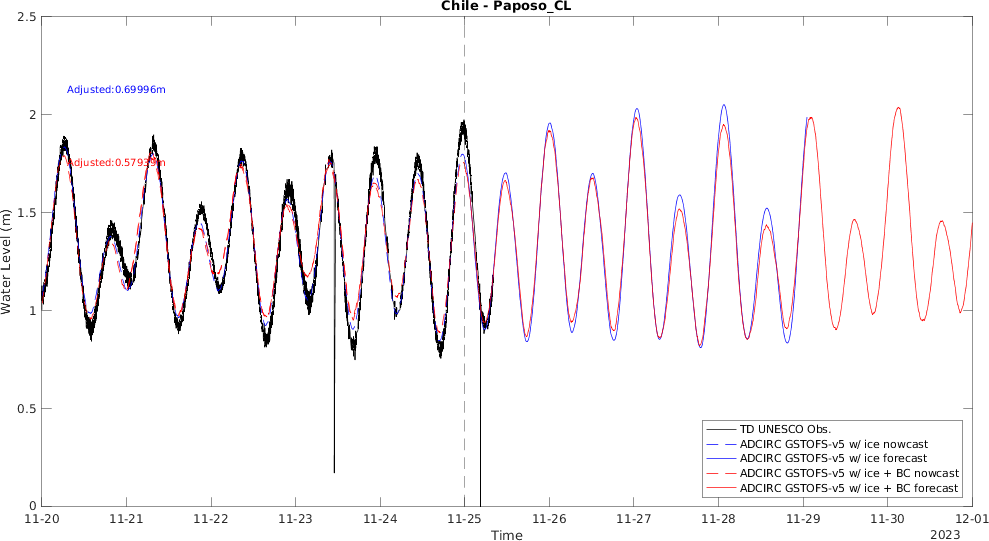 Chile - Paposo_CL
Water Level (m)
2.5
2
1.5
1
0.5
0
Adjusted:0.69996m
Adjusted:0.57939m
TD UNESCO Obs.
ADCIRC GSTOFS-v5 w/ ice nowcast
ADCIRC GSTOFS-v5 w/ ice forecast
ADCIRC GSTOFS-v5 w/ ice + BC nowcast
ADCIRC GSTOFS-v5 w/ ice + BC forecast
11-20 11-21 11-22 11-23 11-24 11-25 11-26 11-27 11-28 11-29 11-30 12-01
Time
2023